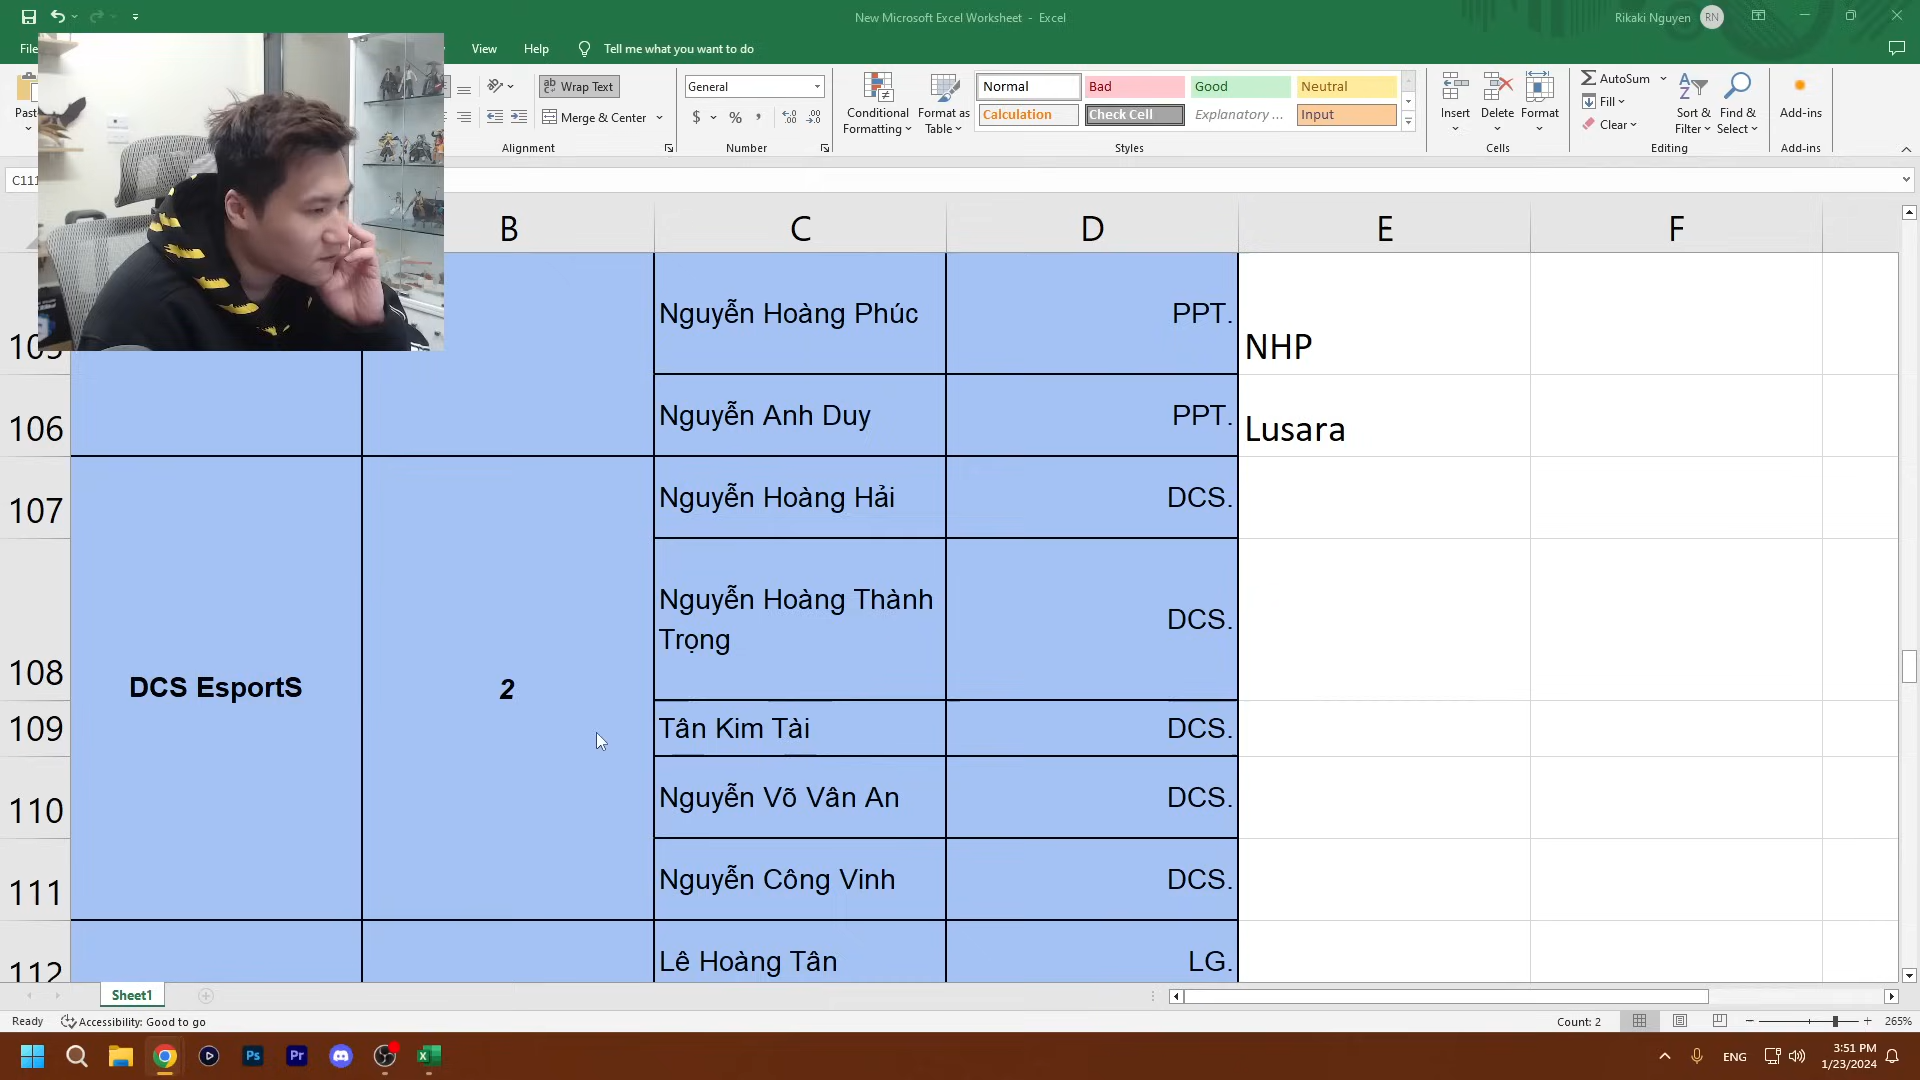 New Microsoft Excel Worksheet - Excel
Rikaki Nguyen
RN
File
View
Help
Tell me what you want to do
Paste
Wrap Text
Merge & Center
Alignment
General
$
%
Number
Conditional
Formatting
Format as
Table
Normal
Bad
Good
Neutral
Calculation
Check Cell
Explanatory ...
Input
Styles
Insert
Delete
Format
Cells
AutoSum
Fill
Clear
Sort &
Filter
Find &
Select
Editing
Add-ins
Add-ins
C111
B
C
D
E
F
105
Nguyễn Hoàng Phúc
PPT.
NHP
106
Nguyễn Anh Duy
PPT.
Lusara
107
Nguyễn Hoàng Hải
DCS.
108
Nguyễn Hoàng Thành
Trọng
DCS.
DCS EsportS
2
109
Tân Kim Tài
DCS.
110
Nguyễn Võ Vân An
DCS.
111
Nguyễn Công Vinh
DCS.
112
Lê Hoàng Tân
LG.
Sheet1
Ready
Accessibility: Good to go
Count: 2
265%
Ps
Pr
ENG
3:51 PM
1/23/2024